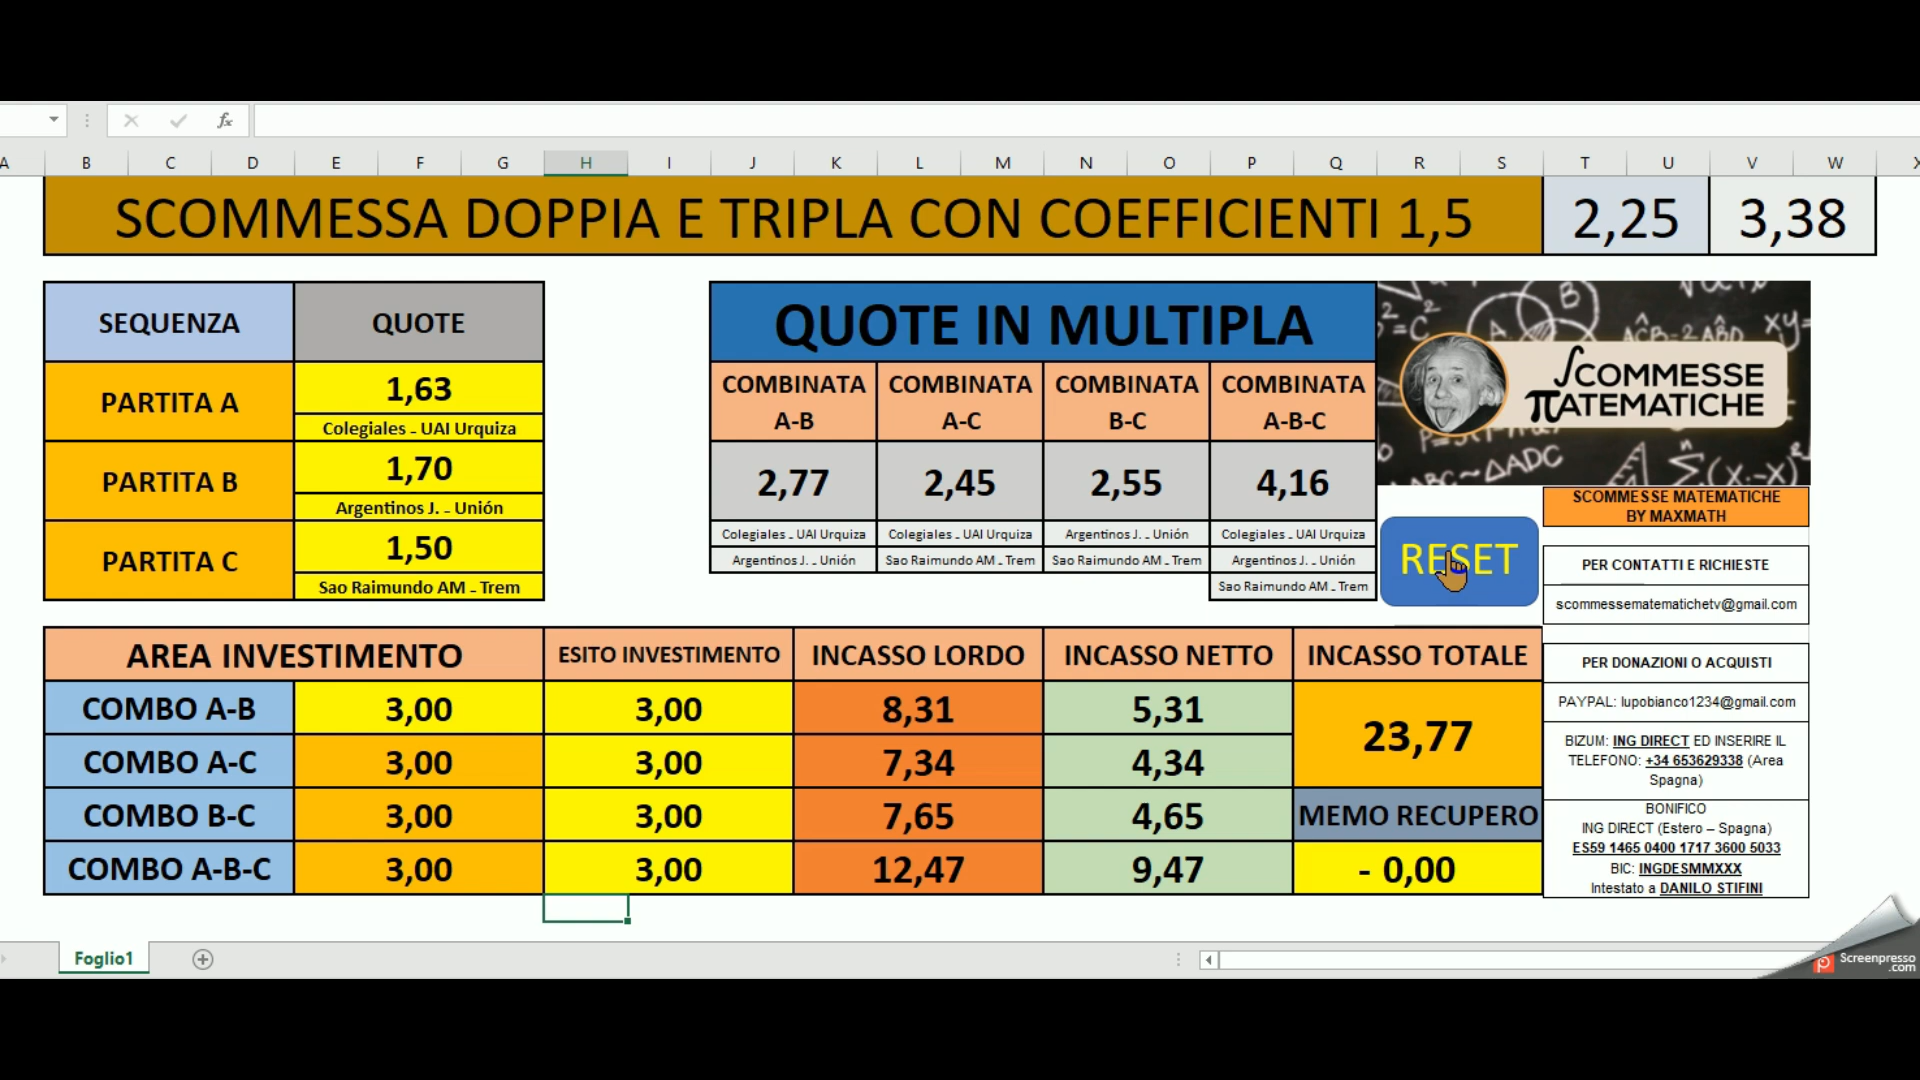 fx
A B C D E F G H I J K L M N O P Q R S T U V W X
SCOMMESSA DOPPIA E TRIPLA CON COEFFICIENTI 1,5 2,25 3,38
SEQUENZA QUOTE
PARTITA A 1,63
Colegiales - UAI Urquiza
PARTITA B 1,70
Argentinos J. - Unión
PARTITA C 1,50
Sao Raimundo AM - Trem
QUOTE IN MULTIPLA
COMBINATA A-B
COMBINATA A-C
COMBINATA B-C
COMBINATA A-B-C
2,77 2,45 2,55 4,16
Colegiales - UAI Urquiza Colegiales - UAI Urquiza Argentinos J. - Unión Colegiales - UAI Urquiza
Argentinos J. - Unión Sao Raimundo AM - Trem Sao Raimundo AM - Trem Argentinos J. - Unión
Sao Raimundo AM - Trem
SCOMMESSE
MATEMATICHE
RESET
SCOMMESSE MATEMATICHE
BY MAXMATH
PER CONTATTI E RICHIESTE
scommessematematichetv@gmail.com
PER DONAZIONI O ACQUISTI
PAYPAL: lupobianco1234@gmail.com
BIZUM: ING DIRECT ED INSERIRE IL
TELEFONO: +34 653629338 (Area
Spagna)
BONIFICO
ING DIRECT (Estero – Spagna)
ES59 1465 0400 1717 3600 5033
BIC: INGDESMMXXX
Intestato a DANILO STIFINI
AREA INVESTIMENTO ESITO INVESTIMENTO INCASSO LORDO INCASSO NETTO INCASSO TOTALE
COMBO A-B 3,00 3,00 8,31 5,31 23,77
COMBO A-C 3,00 3,00 7,34 4,34
COMBO B-C 3,00 3,00 7,65 4,65 MEMO RECUPERO
COMBO A-B-C 3,00 3,00 12,47 9,47 - 0,00
Foglio1
Screenpresso
.com